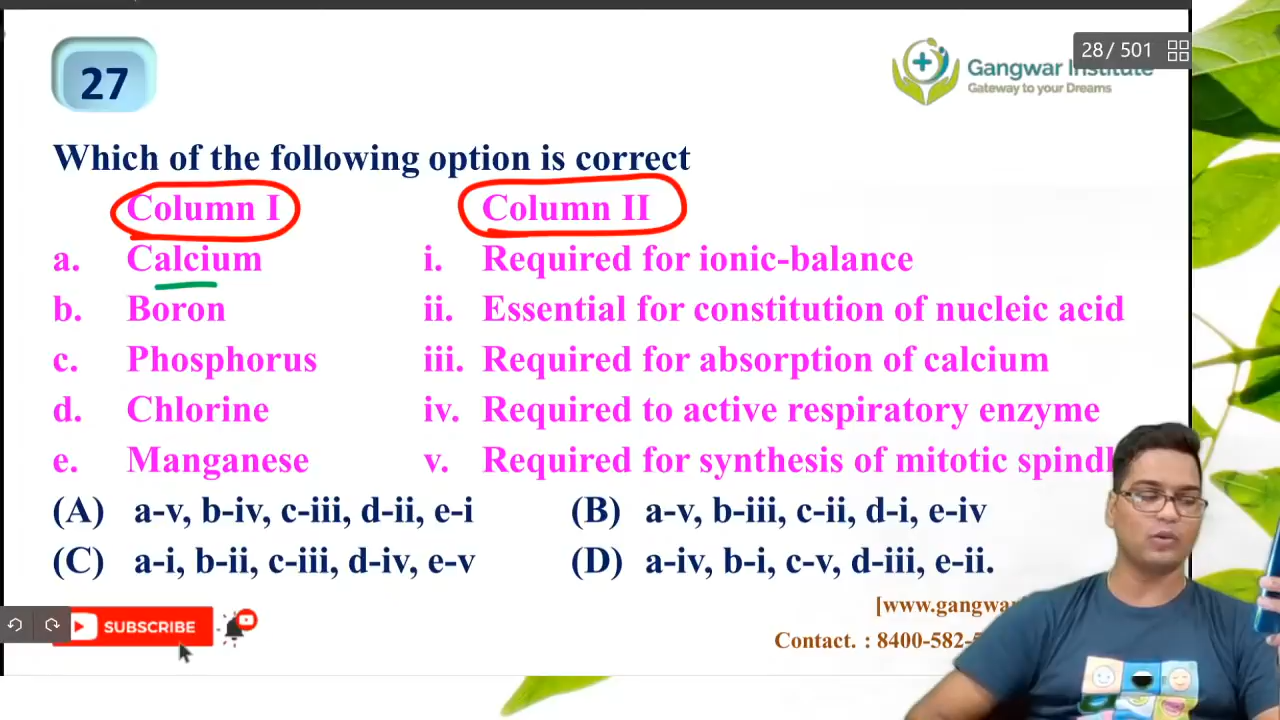 28 / 501
27
Gangwar Institute
Gateway to your Dreams
Which of the following option is correct
Column I Column II
a. Calcium i. Required for ionic-balance
b. Boron ii. Essential for constitution of nucleic acid
c. Phosphorus iii. Required for absorption of calcium
d. Chlorine iv. Required to active respiratory enzyme
e. Manganese v. Required for synthesis of mitotic
(A) a-v, b-iv, c-iii, d-ii, e-i (B) a-v, b-iii, c-ii, d-i, e-iv
(C) a-i, b-ii, c-iii, d-iv, e-v (D) a-iv, b-i, c-v, d-iii, e-ii.
SUBSCRIBE
Contact. : 8400-582-